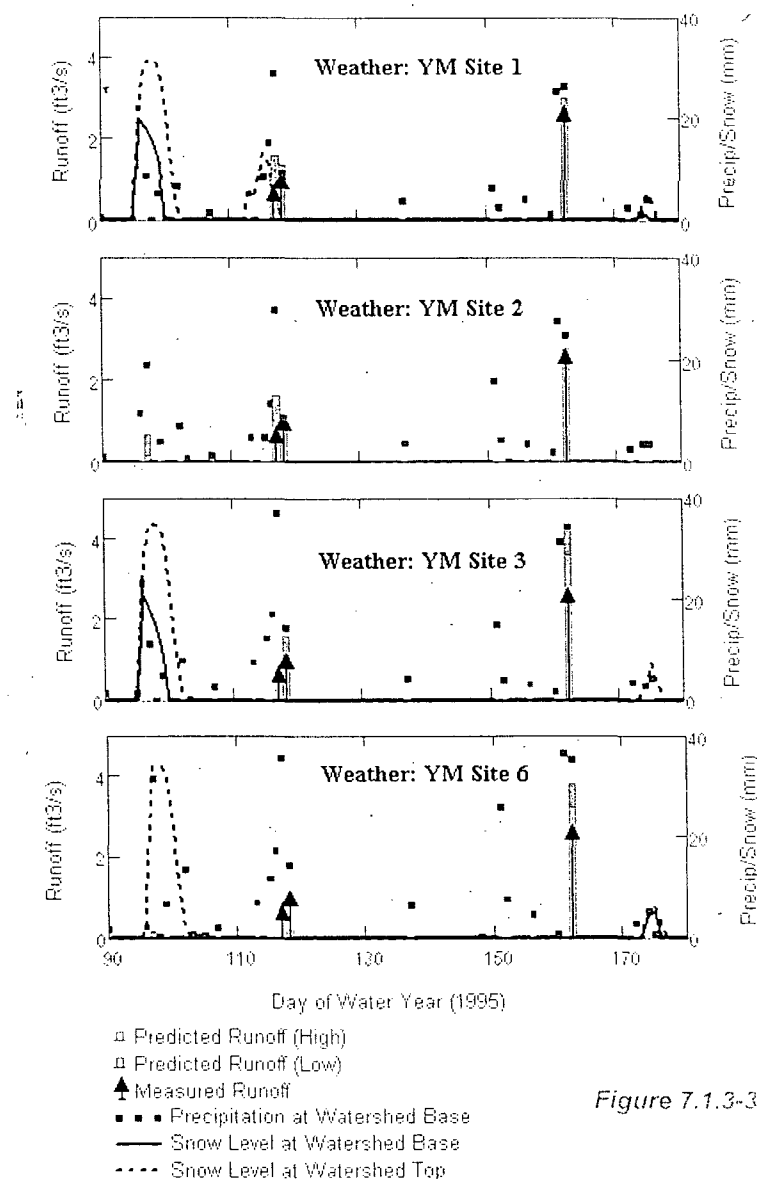 Weather: YM Site 1
Runoff (ft3/s)
4
2
0
Precip/Snow (mm)
40
20
0
Weather: YM Site 2
Runoff (ft3/s)
4
2
0
Precip/Snow (mm)
40
20
0
Weather: YM Site 3
Runoff (ft3/s)
4
2
0
Precip/Snow (mm)
40
20
0
Weather: YM Site 6
Runoff (ft3/s)
4
2
0
Precip/Snow (mm)
40
20
0
90 110 130 150 170
Day of Water Year (1995)
Predicted Runoff (High)
Predicted Runoff (Low)
Measured Runoff
Precipitation at Watershed Base
Snow Level at Watershed Base
Snow Level at Watershed Top
Figure 7.1.3-3